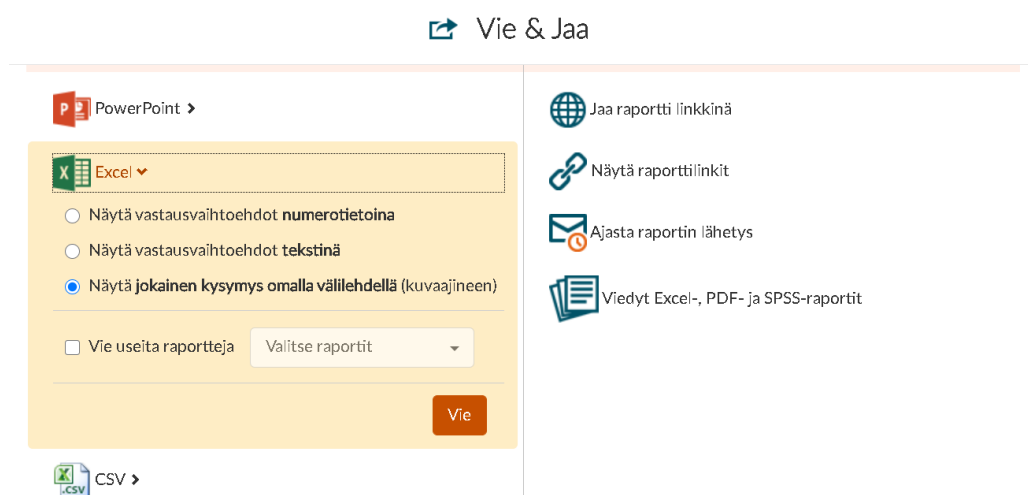 Vie & Jaa
PowerPoint
Excel
Näytä vastausvaihtoehdot numerotietoina
Näytä vastausvaihtoehdot tekstinä
Näytä jokainen kysymys omalla välilehdellä (kuvaajineen)
Vie useita raportteja
Valitse raportit
Vie
CSV
Jaa raportti linkkinä
Näytä raporttilinkit
Ajasta raportin lähetys
Viedyt Excel-, PDF- ja SPSS-raportit